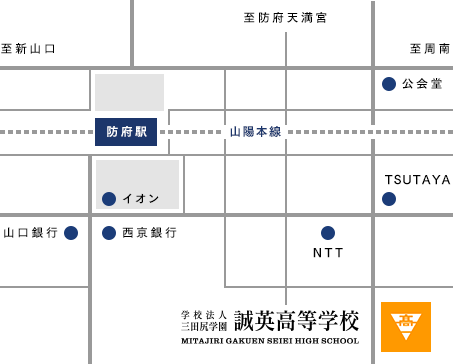 至防府天満宮
至新山口
至周南
公会堂
防府駅
山陽本線
TSUTAYA
イオン
山口銀行
西京銀行
NTT
学校法人
三田尻学園
誠英高等学校
MITAJIRI GAKUEN SEIEI HIGH SCHOOL
高